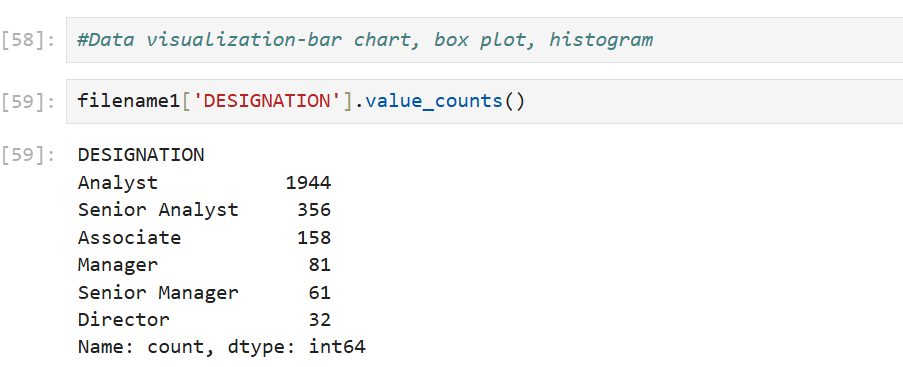 [58]: #Data visualization-bar chart, box plot, histogram
[59]: filename1['DESIGNATION'].value_counts()
[59]: DESIGNATION
Analyst 1944
Senior Analyst 356
Associate 158
Manager 81
Senior Manager 61
Director 32
Name: count, dtype: int64